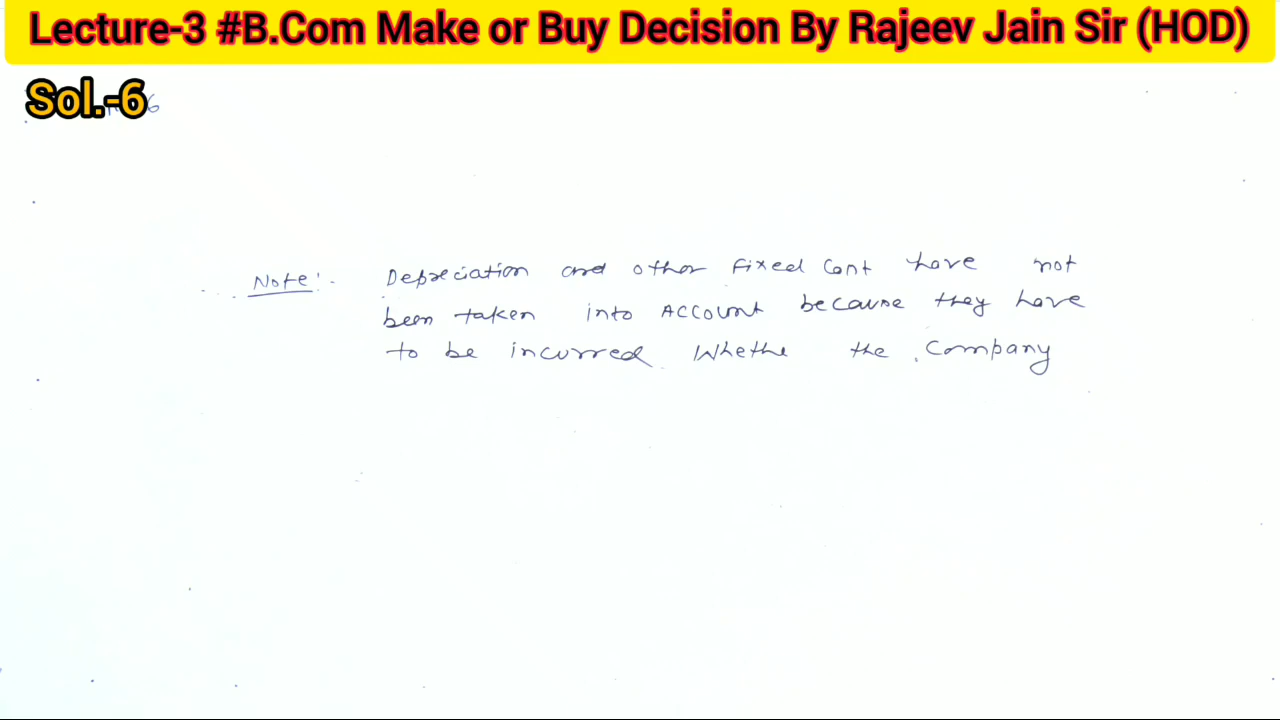 Lecture-3 #B.Com Make or Buy Decision By Rajeev Jain Sir (HOD)
Sol.-6 6
Note:- Depreciation and other Fixed Cost have not
been taken into Account because they have
to be incurred Whethe the Company